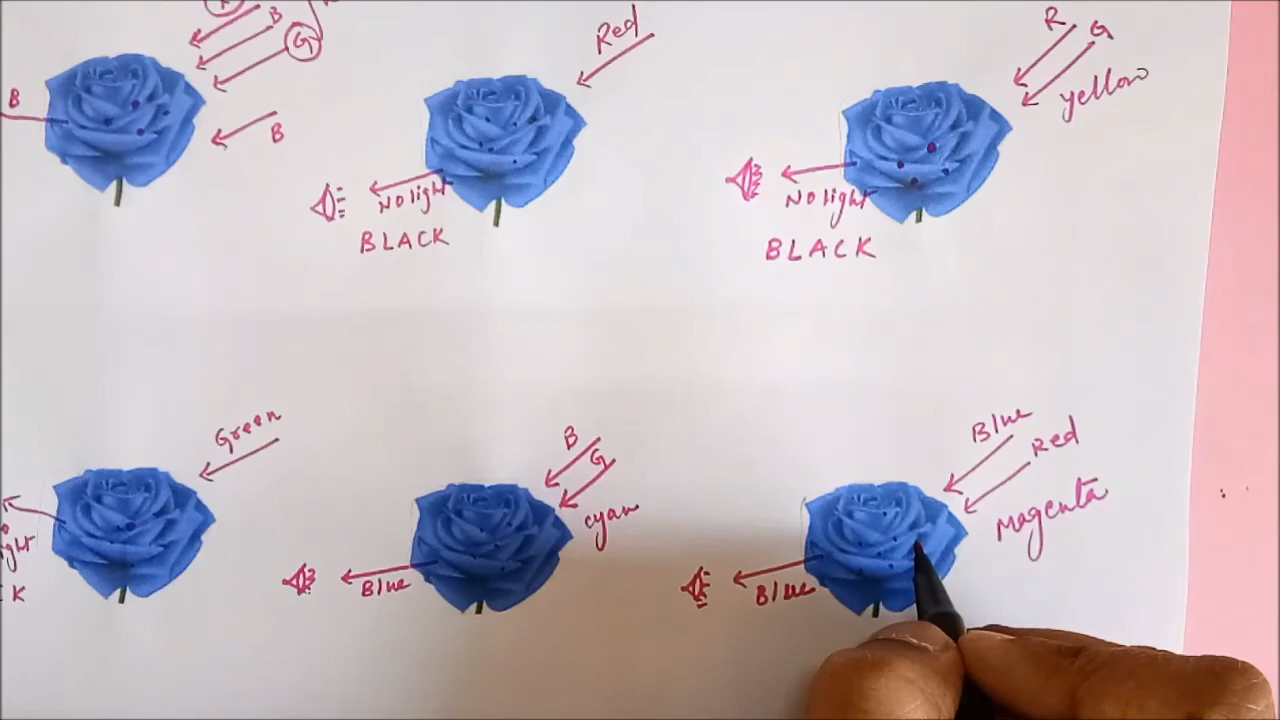 B
G
B
B
Red
No light
BLACK
R G
yellow
No light
BLACK
Green
B
G
cyan
Blue
Blue
Red
Magenta
Blue